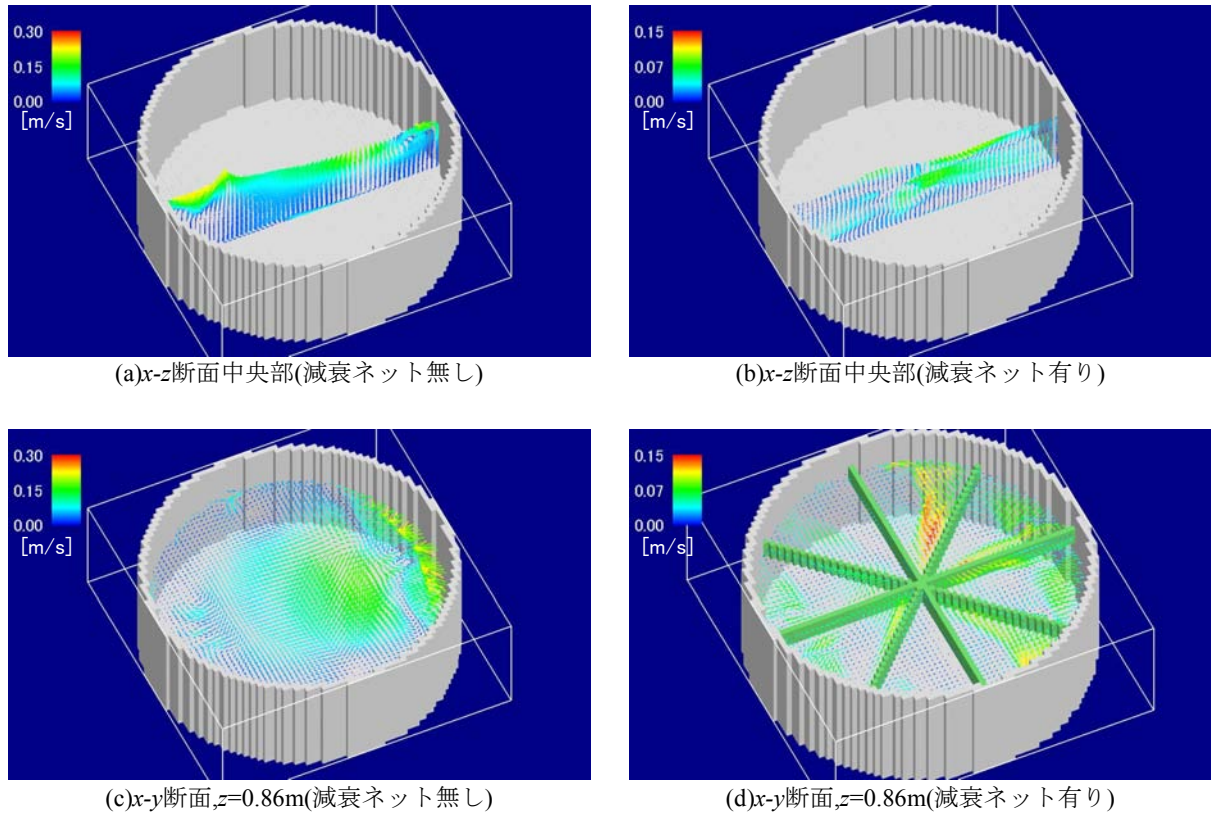 0.30
0.15
0.00
[m/s]
(a)x-z断面中央部(減衰ネット無し)
0.15
0.07
0.00
[m/s]
(b)x-z断面中央部(減衰ネット有り)
0.30
0.15
0.00
[m/s]
(c)x-y断面,z=0.86m(減衰ネット無し)
0.15
0.07
0.00
[m/s]
(d)x-y断面,z=0.86m(減衰ネット有り)